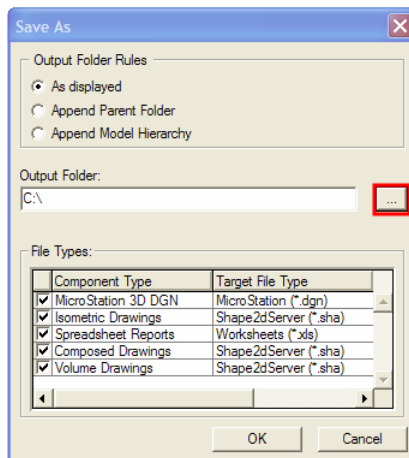 Save As
Output Folder Rules
As displayed
Append Parent Folder
Append Model Hierarchy
Output Folder:
C:\
...
File Types:
Component Type Target File Type
MicroStation 3D DGN MicroStation (*.dgn)
Isometric Drawings Shape2dServer (*.sha)
Spreadsheet Reports Worksheets (*.xls)
Composed Drawings Shape2dServer (*.sha)
Volume Drawings Shape2dServer (*.sha)
OK Cancel